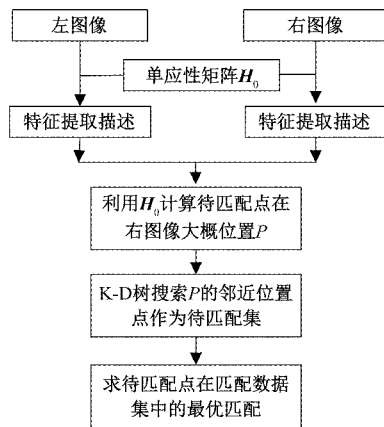 左图像
右图像
单应性矩阵H₀
特征提取描述
特征提取描述
利用H₀计算待匹配点在
右图像大概位置P
K-D树搜索P的邻近位置
点作为待匹配集
求待匹配点在匹配数据
集中的最优匹配